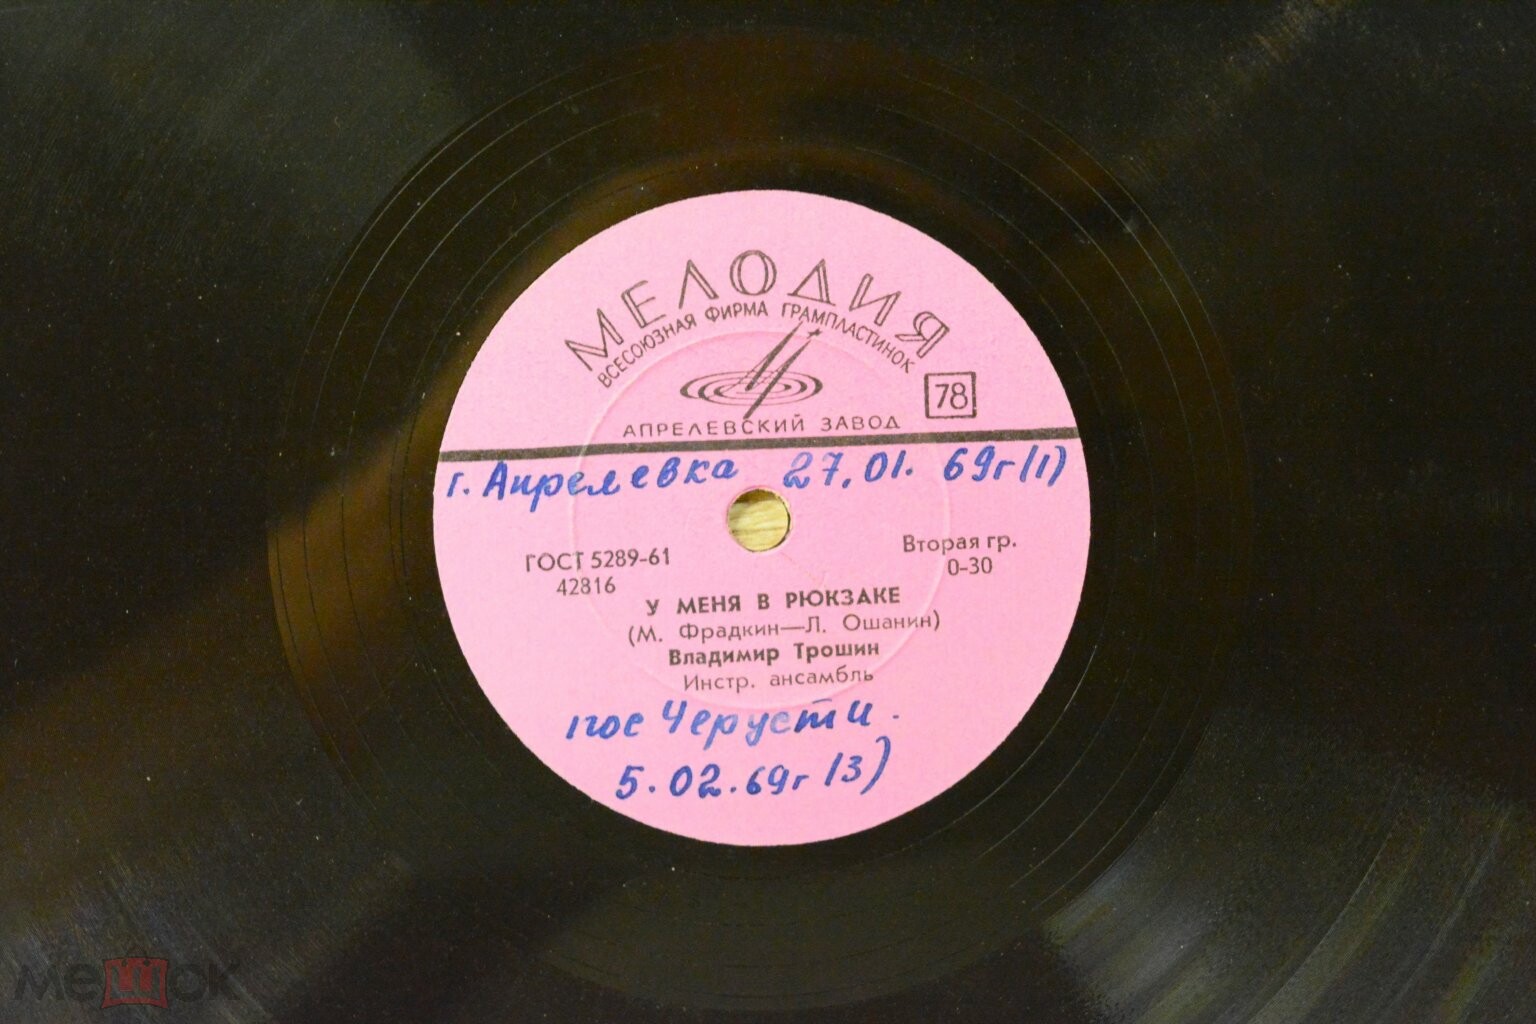 МЕЛОДИЯ
ВСЕСОЮЗНАЯ ФИРМА ГРАМПЛАСТИНОК
78
АПРЕЛЕВСКИЙ ЗАВОД
г. Апрелевка 27.01.69г (1)
ГОСТ 5289-61
42816
Вторая гр.
0-30
У МЕНЯ В РЮКЗАКЕ
(М. Фрадкин—Л. Ошанин)
Владимир Трошин
Инстр. ансамбль
пос Черусти.
5.02.69г (3)
мешок